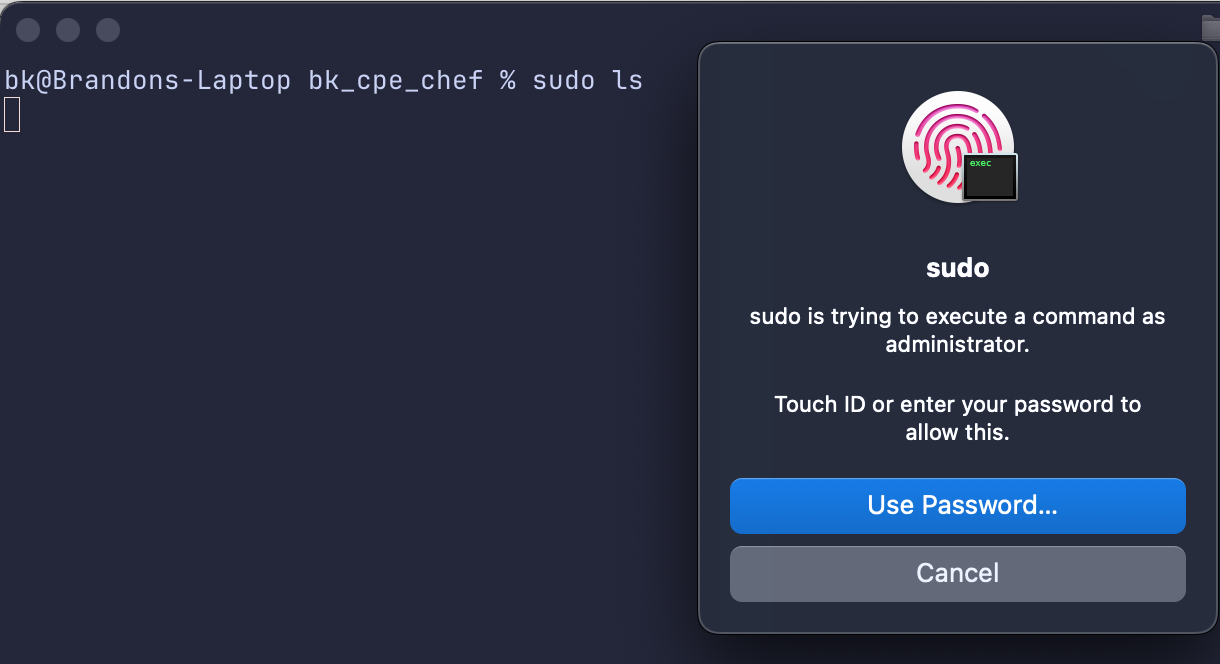 bk@Brandons-Laptop bk_cpe_chef % sudo ls
exec
sudo
sudo is trying to execute a command as
administrator.
Touch ID or enter your password to
allow this.
Use Password...
Cancel